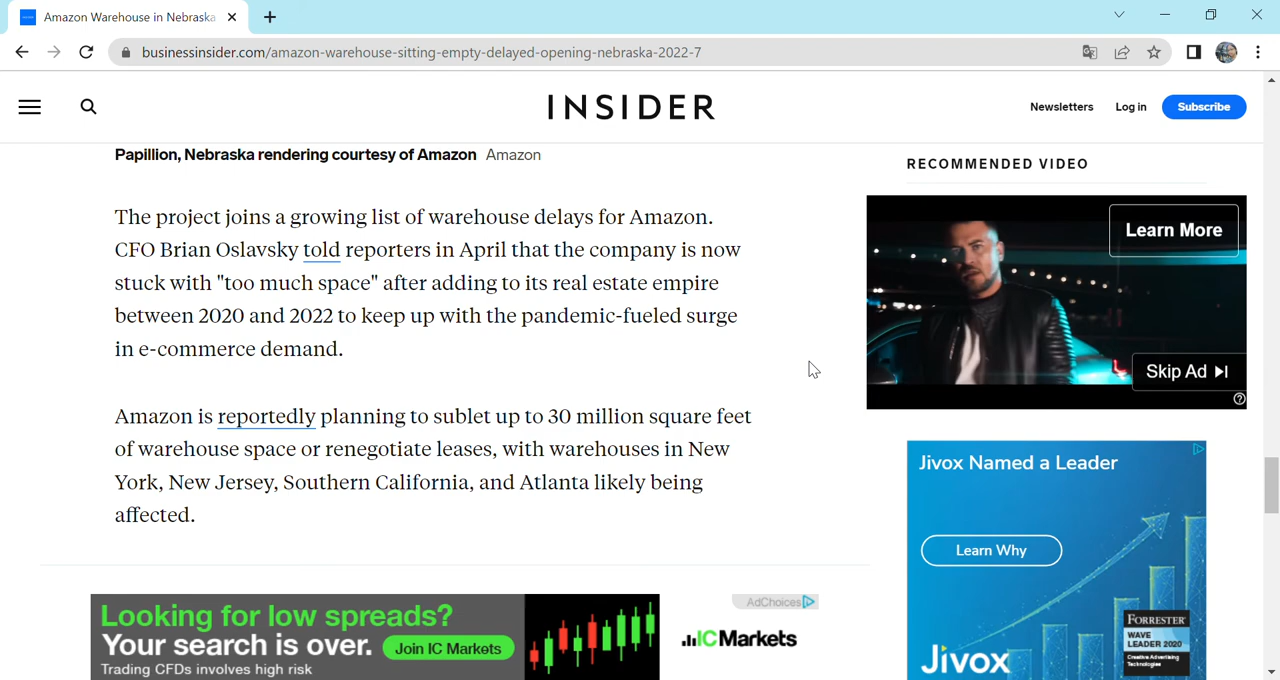 Amazon Warehouse in Nebraska
businessinsider.com/amazon-warehouse-sitting-empty-delayed-opening-nebraska-2022-7
INSIDER
Newsletters
Log in
Subscribe
Papillion, Nebraska rendering courtesy of Amazon Amazon
The project joins a growing list of warehouse delays for Amazon.
CFO Brian Oslavsky told reporters in April that the company is now
stuck with "too much space" after adding to its real estate empire
between 2020 and 2022 to keep up with the pandemic-fueled surge
in e-commerce demand.
Amazon is reportedly planning to sublet up to 30 million square feet
of warehouse space or renegotiate leases, with warehouses in New
York, New Jersey, Southern California, and Atlanta likely being
affected.
RECOMMENDED VIDEO
Learn More
Skip Ad
Jivox Named a Leader
Learn Why
FORRESTER
WAVE
LEADER 2020
Creative Advertising
Technologies
Jivox
Looking for low spreads?
Your search is over.
Join IC Markets
Trading CFDs involves high risk
AdChoices
ICMarkets